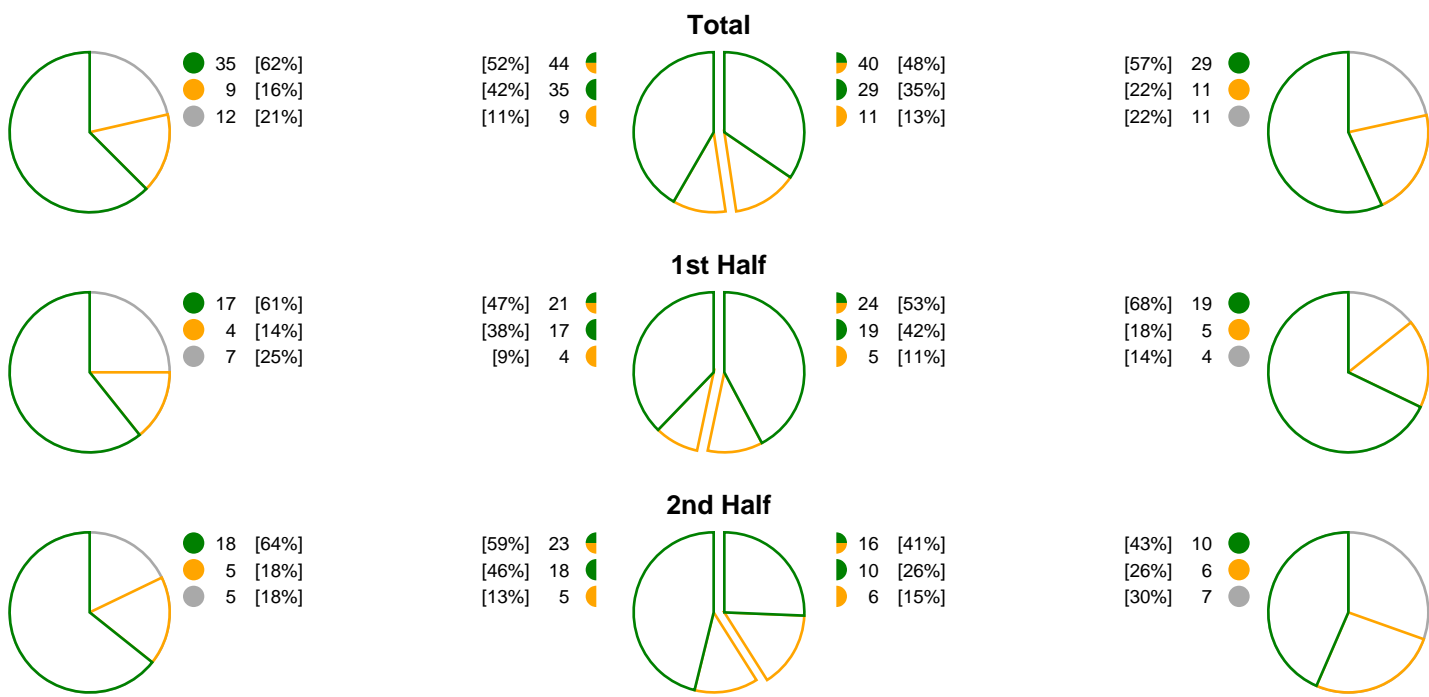 Total
35 [62%] [52%] 44 40 [48%] [57%] 29
9 [16%] [42%] 35 29 [35%] [22%] 11
12 [21%] [11%] 9 11 [13%] [22%] 11
1st Half
17 [61%] [47%] 21 24 [53%] [68%] 19
4 [14%] [38%] 17 19 [42%] [18%] 5
7 [25%] [9%] 4 5 [11%] [14%] 4
2nd Half
18 [64%] [59%] 23 16 [41%] [43%] 10
5 [18%] [46%] 18 10 [26%] [26%] 6
5 [18%] [13%] 5 6 [15%] [30%] 7